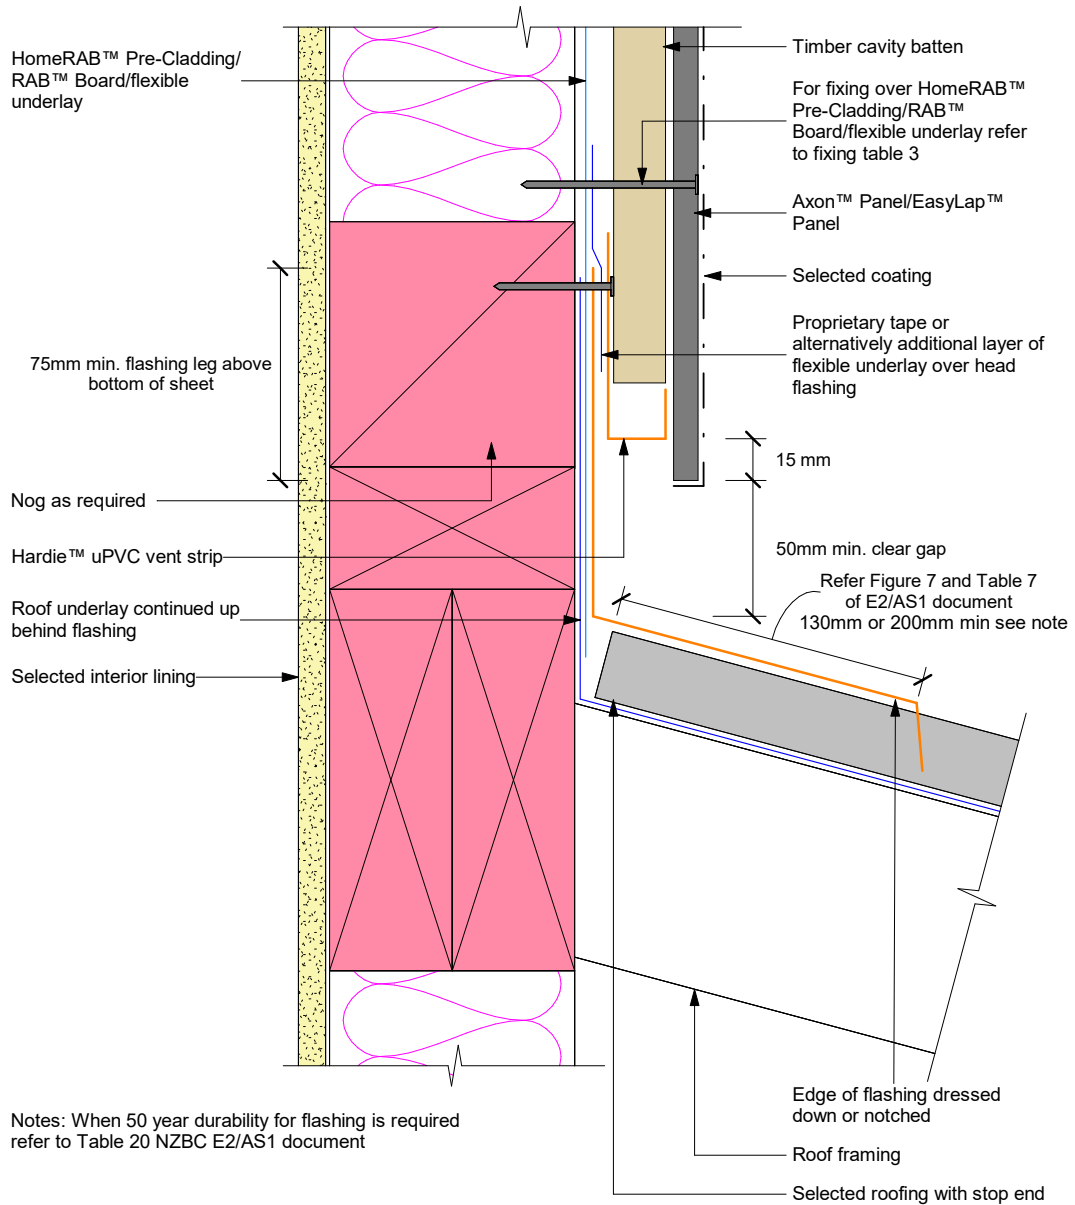 HomeRAB™ Pre-Cladding/
RAB™ Board/flexible
underlay
75mm min. flashing leg above
bottom of sheet
Nog as required
Hardie™ uPVC vent strip
Roof underlay continued up
behind flashing
Selected interior lining
Timber cavity batten
For fixing over HomeRAB™
Pre-Cladding/RAB™
Board/flexible underlay refer
to fixing table 3
Axon™ Panel/EasyLap™
Panel
Selected coating
Proprietary tape or
alternatively additional layer of
flexible underlay over head
flashing
15 mm
50mm min. clear gap
Refer Figure 7 and Table 7
of E2/AS1 document
130mm or 200mm min see note
Edge of flashing dressed
down or notched
Roof framing
Selected roofing with stop end
Notes: When 50 year durability for flashing is required
refer to Table 20 NZBC E2/AS1 document